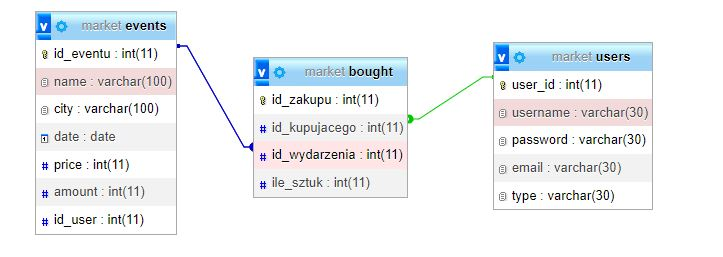 v market events
id_eventu : int(11)
name : varchar(100)
city : varchar(100)
date : date
price : int(11)
amount : int(11)
id_user : int(11)
v market bought
id_zakupu : int(11)
id_kupujacego : int(11)
id_wydarzenia : int(11)
ile_sztuk : int(11)
v market users
user_id : int(11)
username : varchar(30)
password : varchar(30)
email : varchar(30)
type : varchar(30)